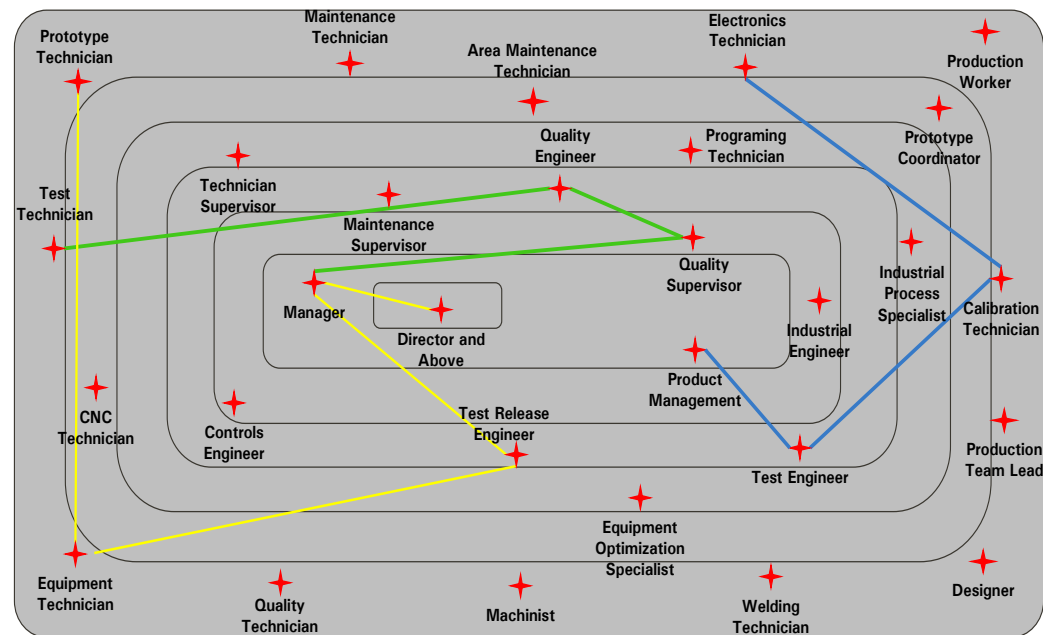 Maintenance
Technician
Electronics
Technician
Prototype
Technician
Area Maintenance
Technician
Production
Worker
Prototype
Coordinator
Quality
Engineer
Programing
Technician
Technician
Supervisor
Test
Technician
Maintenance
Supervisor
Quality
Supervisor
Industrial
Process
Specialist
Manager
Calibration
Technician
Director and
Above
Industrial
Engineer
Product
Management
CNC
Technician
Controls
Engineer
Test Release
Engineer
Test Engineer
Production
Team Lead
Equipment
Optimization
Specialist
Equipment
Technician
Quality
Technician
Machinist
Welding
Technician
Designer